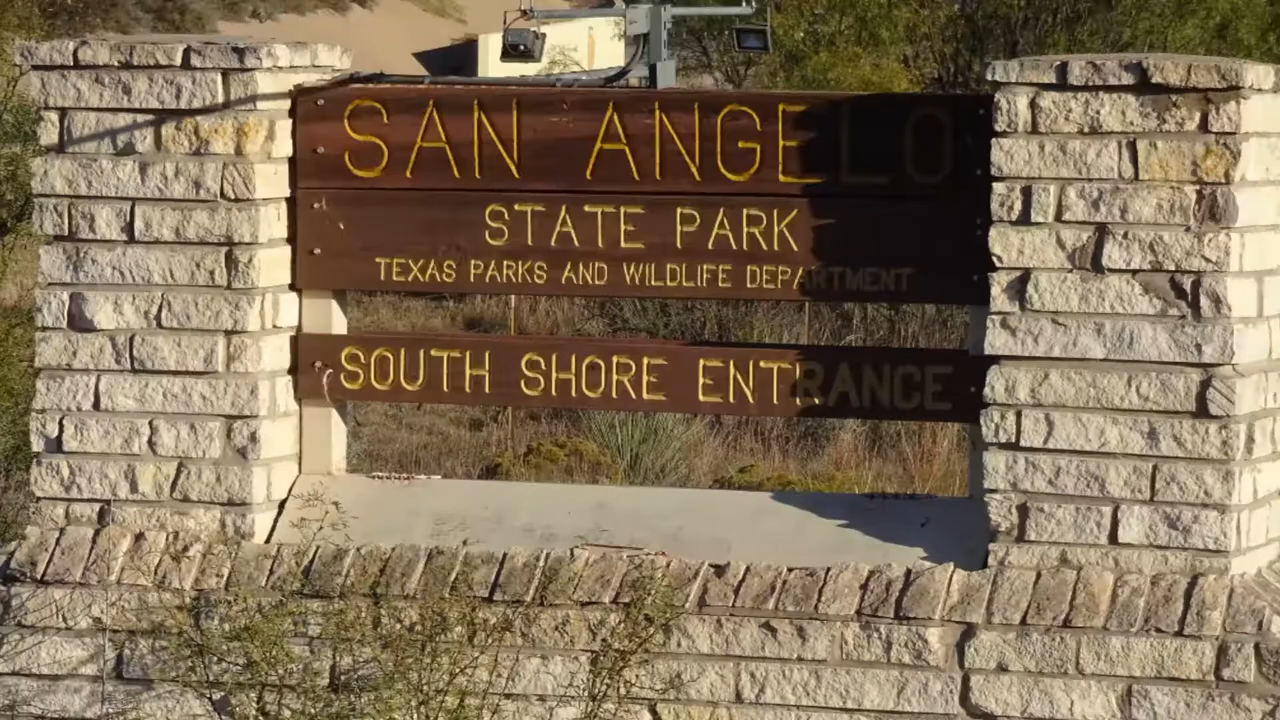 SAN ANGELO
STATE PARK
TEXAS PARKS AND WILDLIFE DEPARTMENT
SOUTH SHORE ENTRANCE